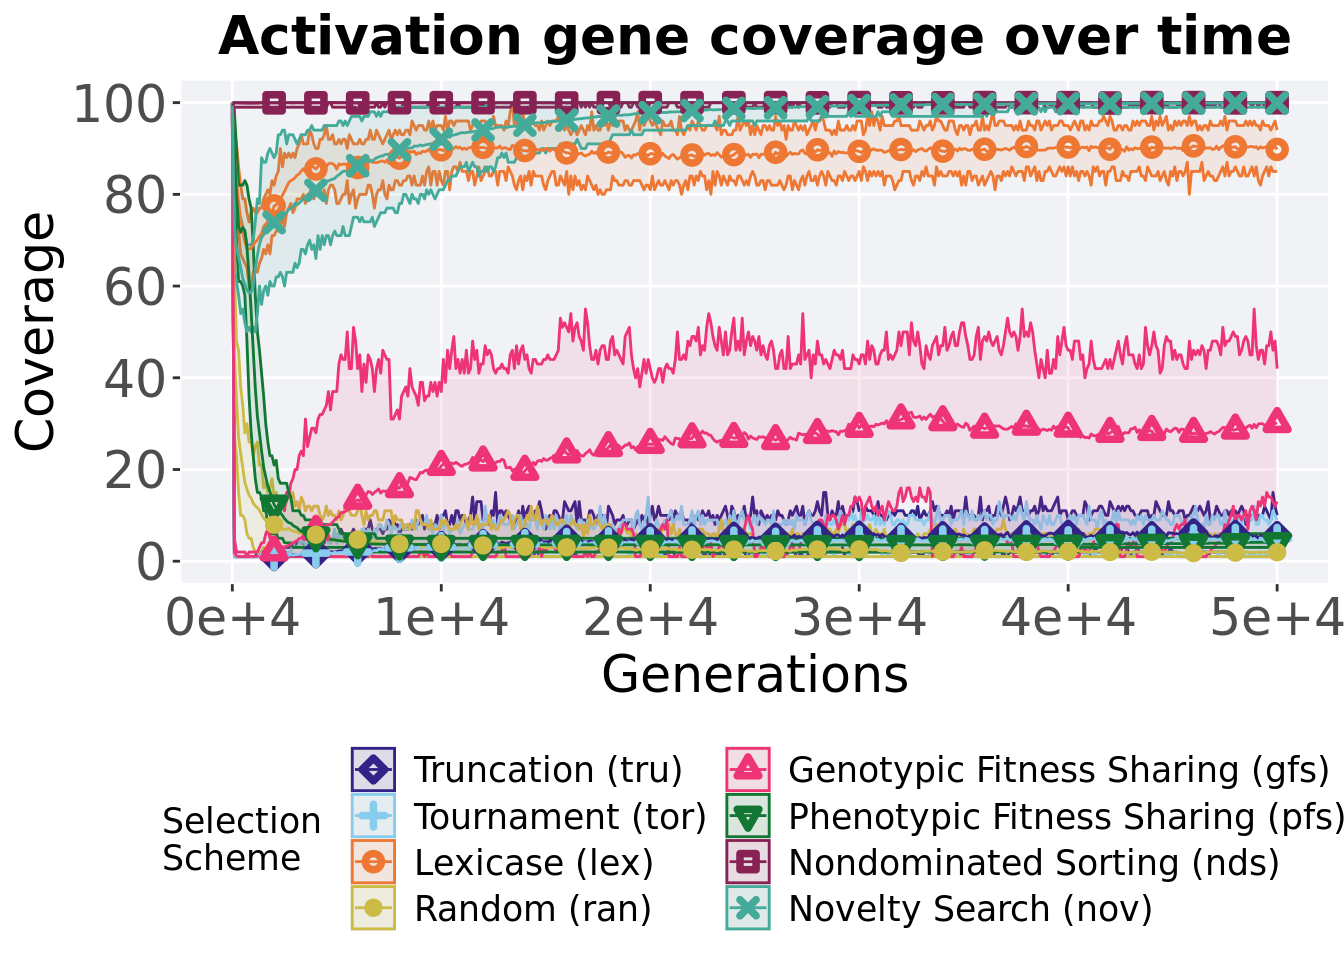 Activation gene coverage over time
100
80
60
40
20
0
Coverage
0e+4 1e+4 2e+4 3e+4 4e+4 5e+4
Generations
Selection
Scheme
Truncation (tru)
Tournament (tor)
Lexicase (lex)
Random (ran)
Genotypic Fitness Sharing (gfs)
Phenotypic Fitness Sharing (pfs)
Nondominated Sorting (nds)
Novelty Search (nov)